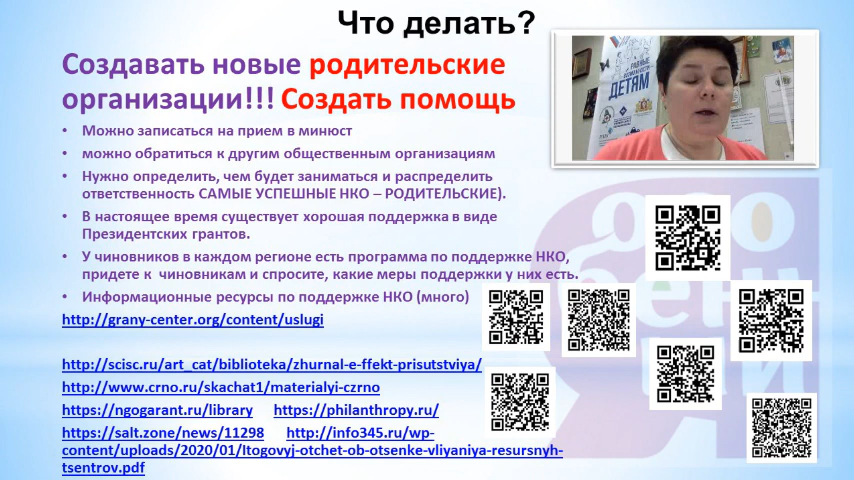 Что делать?
Создавать новые родительские
организации!!! Создать помощь
• Можно записаться на прием в минюст
• можно обратиться к другим общественным организациям
• Нужно определить, чем будет заниматься и распределить
ответственность САМЫЕ УСПЕШНЫЕ НКО – РОДИТЕЛЬСКИЕ).
• В настоящее время существует хорошая поддержка в виде
Президентских грантов.
• У чиновников в каждом регионе есть программа по поддержке НКО,
придете к чиновникам и спросите, какие меры поддержки у них есть.
• Информационные ресурсы по поддержке НКО (много)
http://grany-center.org/content/uslugi
http://scisc.ru/art_cat/biblioteka/zhurnal-e-ffekt-prisutstviya/
http://www.crno.ru/skachat1/materialyi-czrno
https://ngogarant.ru/library https://philanthropy.ru/
https://salt.zone/news/11298 http://info345.ru/wp-
content/uploads/2020/01/Itogovyj-otchet-ob-otsenke-vliyaniya-resursnyh-
tsentrov.pdf
РАВНЫЕ
ВОЗМОЖНОСТИ
ДЕТЯМ